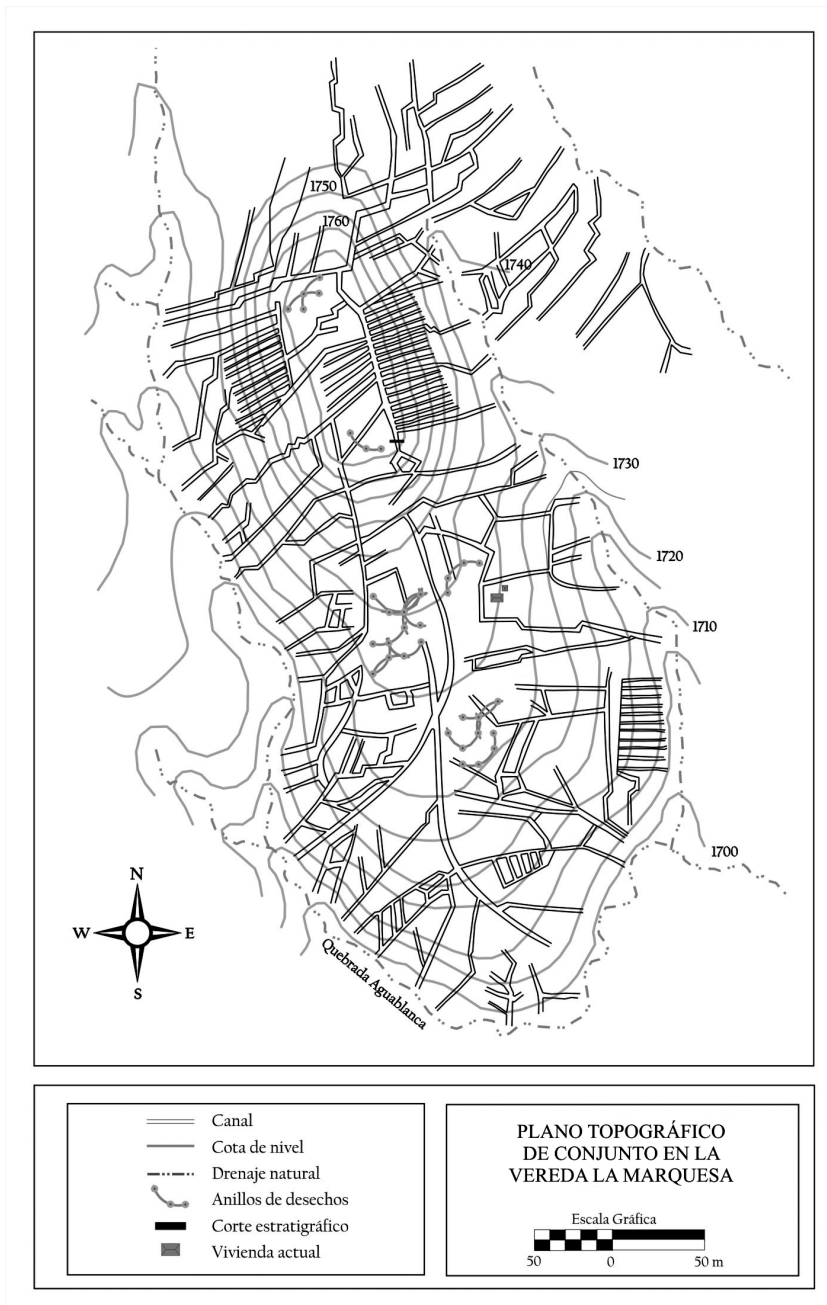 1750
1760
1740
1730
1720
1710
1700
N
W E
S
Quebrada Aguablanca
Canal
Cota de nivel
Drenaje natural
Anillos de desechos
Corte estratigráfico
Vivienda actual
PLANO TOPOGRÁFICO
DE CONJUNTO EN LA
VEREDA LA MARQUESA
Escala Gráfica
50 0 50 m